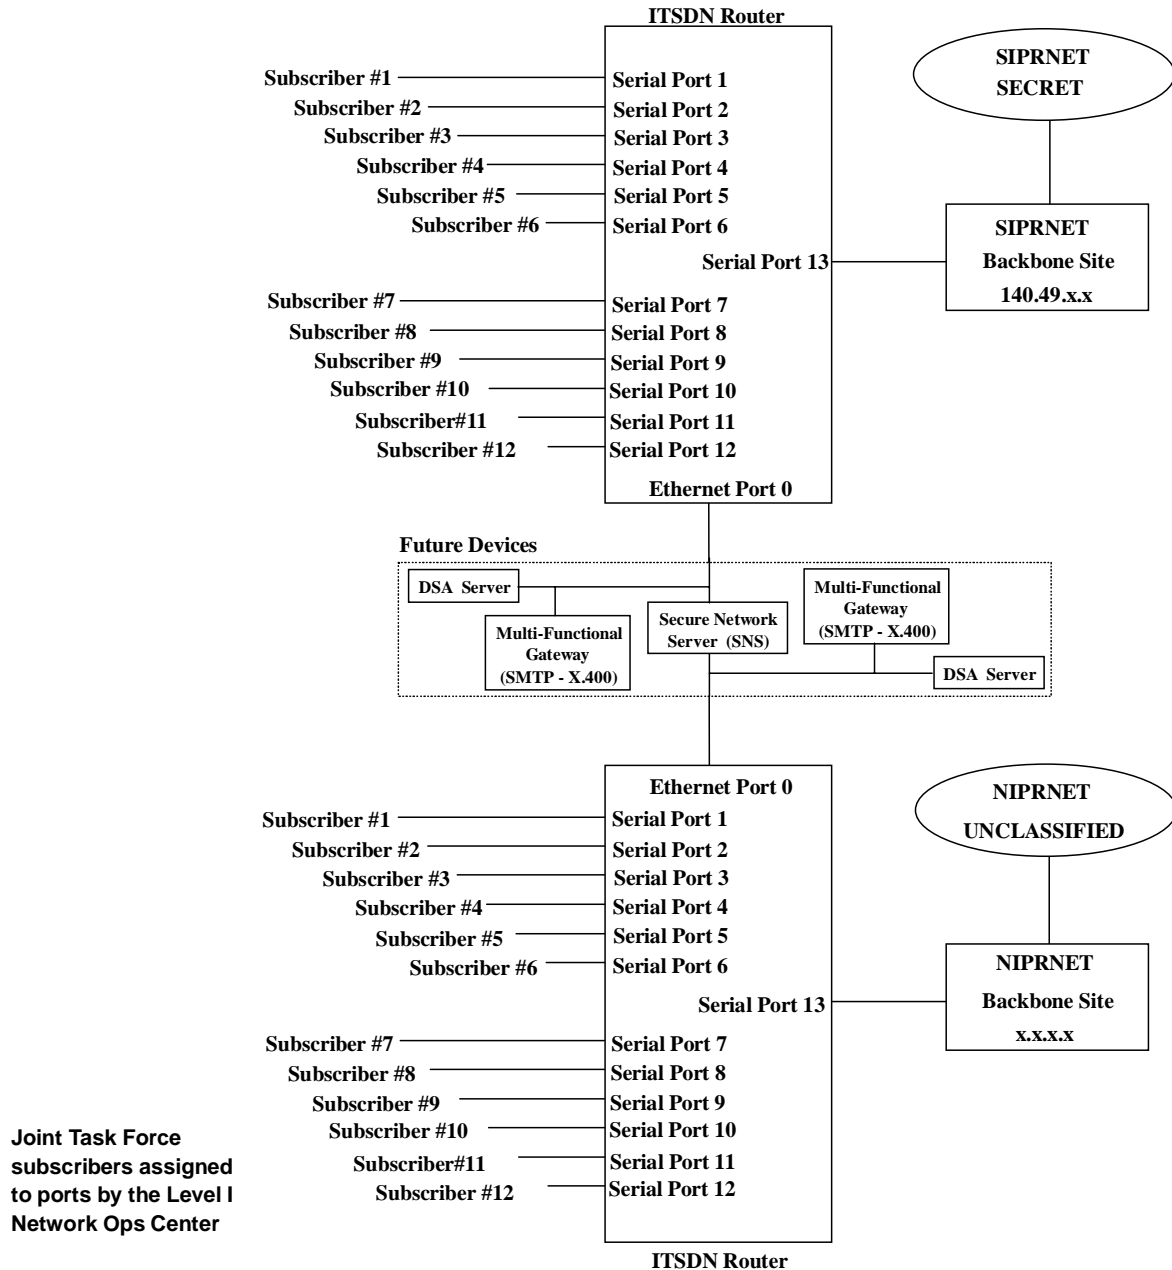 ITSDN Router
Subscriber #1
Serial Port 1
Subscriber #2
Serial Port 2
Subscriber #3
Serial Port 3
Subscriber #4
Serial Port 4
Subscriber #5
Serial Port 5
Subscriber #6
Serial Port 6
Serial Port 13
SIPRNET
SECRET
SIPRNET
Backbone Site
140.49.x.x
Subscriber #7
Serial Port 7
Subscriber #8
Serial Port 8
Subscriber #9
Serial Port 9
Subscriber #10
Serial Port 10
Subscriber#11
Serial Port 11
Subscriber #12
Serial Port 12
Ethernet Port 0
Future Devices
DSA Server
Multi-Functional
Gateway
(SMTP - X.400)
Secure Network
Server (SNS)
Multi-Functional
Gateway
(SMTP - X.400)
DSA Server
Ethernet Port 0
Subscriber #1
Serial Port 1
Subscriber #2
Serial Port 2
Subscriber #3
Serial Port 3
Subscriber #4
Serial Port 4
Subscriber #5
Serial Port 5
Subscriber #6
Serial Port 6
Serial Port 13
NIPRNET
UNCLASSIFIED
NIPRNET
Backbone Site
x.x.x.x
Subscriber #7
Serial Port 7
Subscriber #8
Serial Port 8
Subscriber #9
Serial Port 9
Subscriber #10
Serial Port 10
Subscriber#11
Serial Port 11
Subscriber #12
Serial Port 12
Joint Task Force
subscribers assigned
to ports by the Level I
Network Ops Center
ITSDN Router